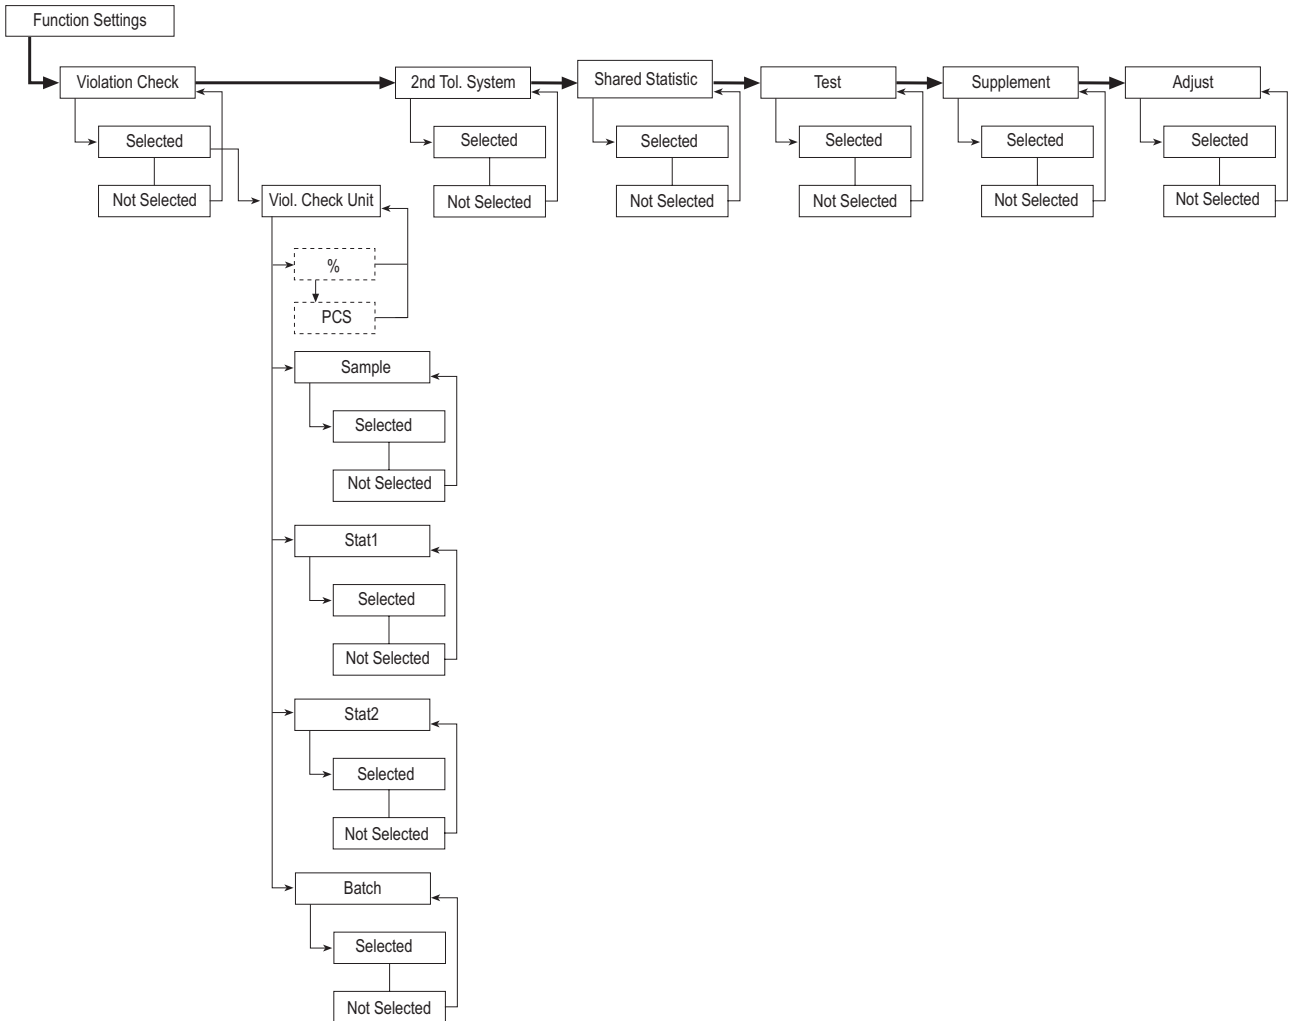 Function Settings
Violation Check
2nd Tol. System
Shared Statistic
Test
Supplement
Adjust
Selected
Selected
Selected
Selected
Selected
Selected
Not Selected
Viol. Check Unit
Not Selected
Not Selected
Not Selected
Not Selected
Not Selected
%
PCS
Sample
Selected
Not Selected
Stat1
Selected
Not Selected
Stat2
Selected
Not Selected
Batch
Selected
Not Selected